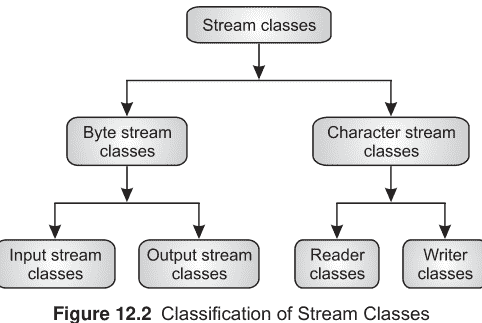 Stream classes
Byte stream
classes
Character stream
classes
Input stream
classes
Output stream
classes
Reader
classes
Writer
classes
Figure 12.2 Classification of Stream Classes